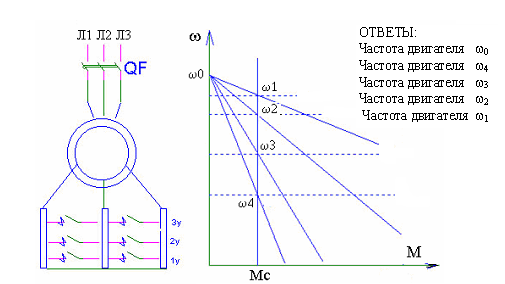 Л1 Л2 Л3
QF
3у
2у
1у
ω
ω0
ω1
ω2
ω3
ω4
M
Mc
ОТВЕТЫ:
Частота двигателя ω0
Частота двигателя ω4
Частота двигателя ω3
Частота двигателя ω2
Частота двигателя ω1